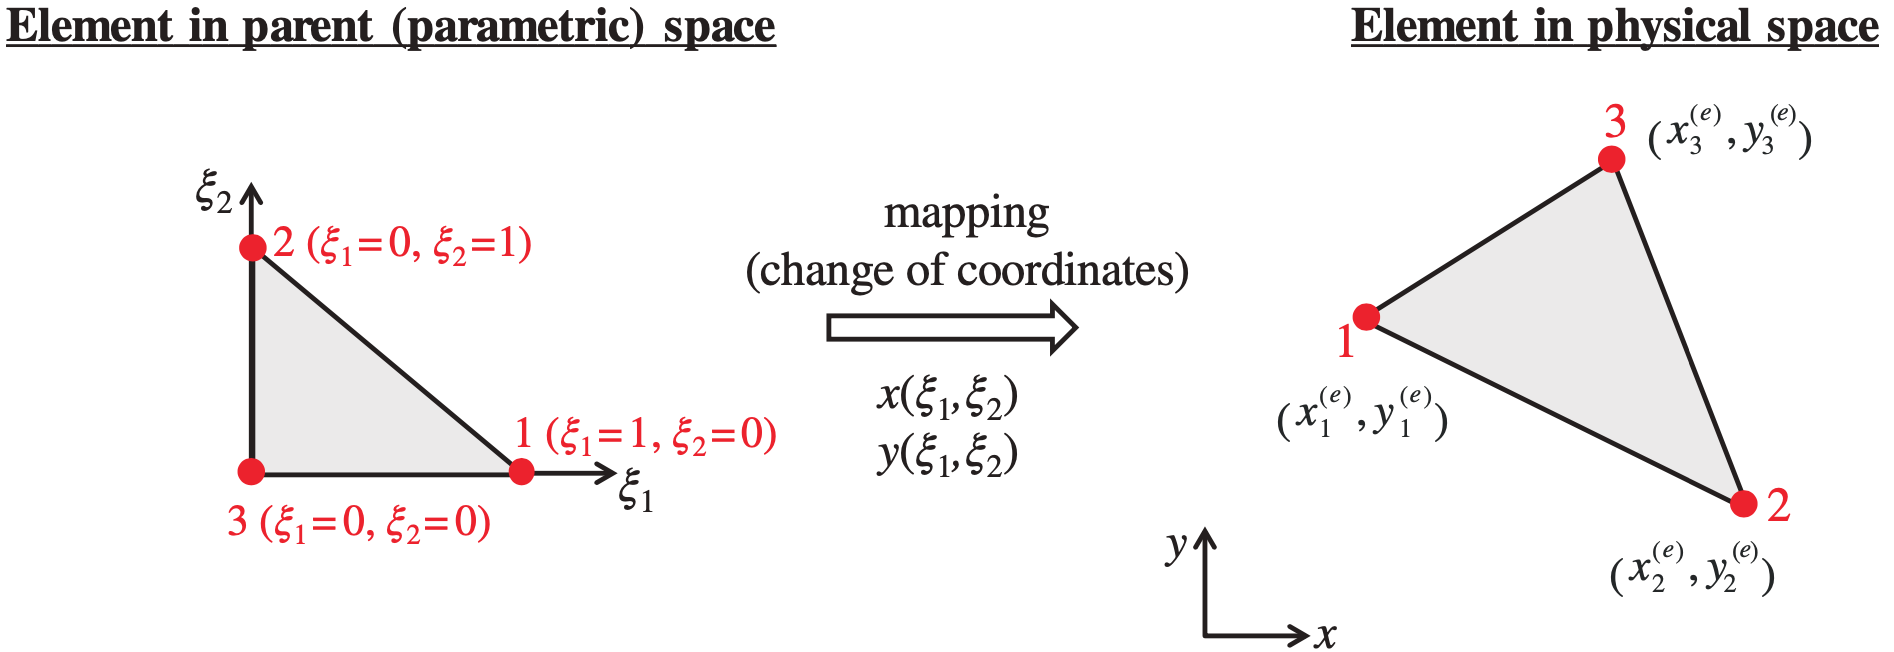 Element in parent (parametric) space
ξ₂
2 (ξ₁=0, ξ₂=1)
1 (ξ₁=1, ξ₂=0)
ξ₁
3 (ξ₁=0, ξ₂=0)
mapping
(change of coordinates)
x(ξ₁,ξ₂)
y(ξ₁,ξ₂)
Element in physical space
3
(x₃⁽ᵉ⁾, y₃⁽ᵉ⁾)
1
(x₁⁽ᵉ⁾, y₁⁽ᵉ⁾)
2
(x₂⁽ᵉ⁾, y₂⁽ᵉ⁾)
y
x